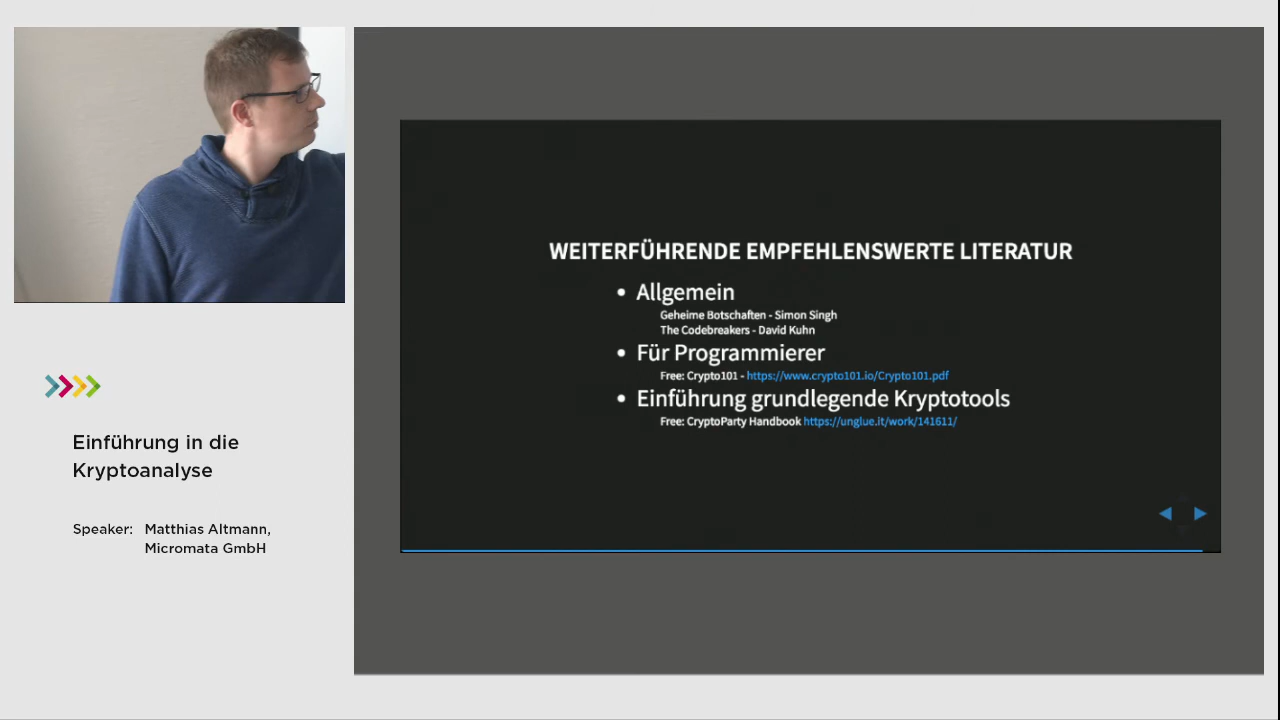 WEITERFÜHRENDE EMPFEHLENSWERTE LITERATUR
• Allgemein
Geheime Botschaften - Simon Singh
The Codebreakers - David Kuhn
• Für Programmierer
Free: Crypto101 - https://www.crypto101.io/Crypto101.pdf
• Einführung grundlegende Kryptotools
Free: CryptoParty Handbook https://unglue.it/work/141611/
Einführung in die
Kryptoanalyse
Speaker: Matthias Altmann,
Micromata GmbH